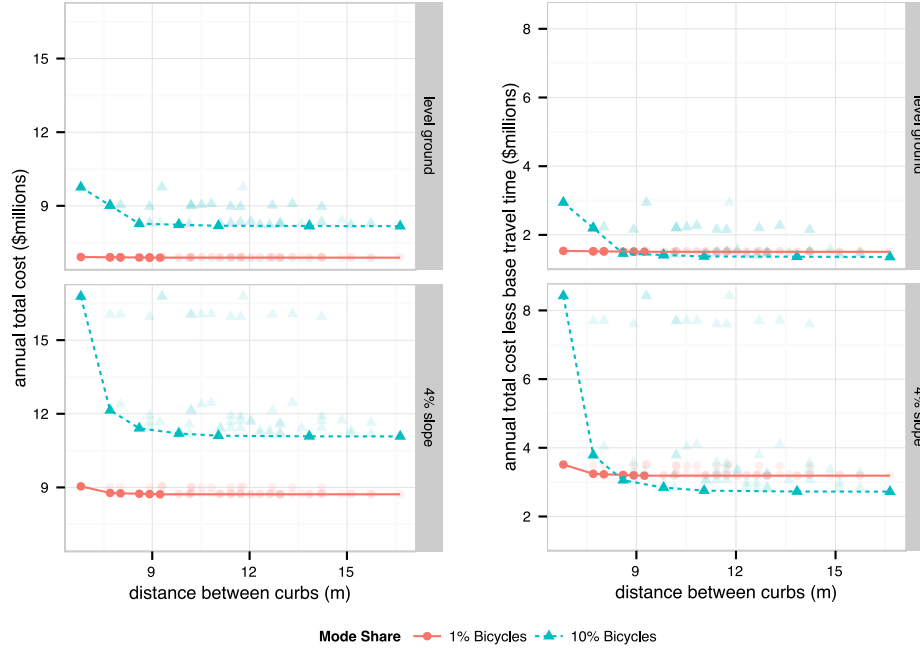 annual total cost ($millions)
15
12
9
level ground
15
12
9
4% slope
9
12
15
distance between curbs (m)
annual total cost less base travel time ($millions)
8
6
4
2
level ground
8
6
4
2
4% slope
9
12
15
distance between curbs (m)
Mode Share 1% Bicycles 10% Bicycles